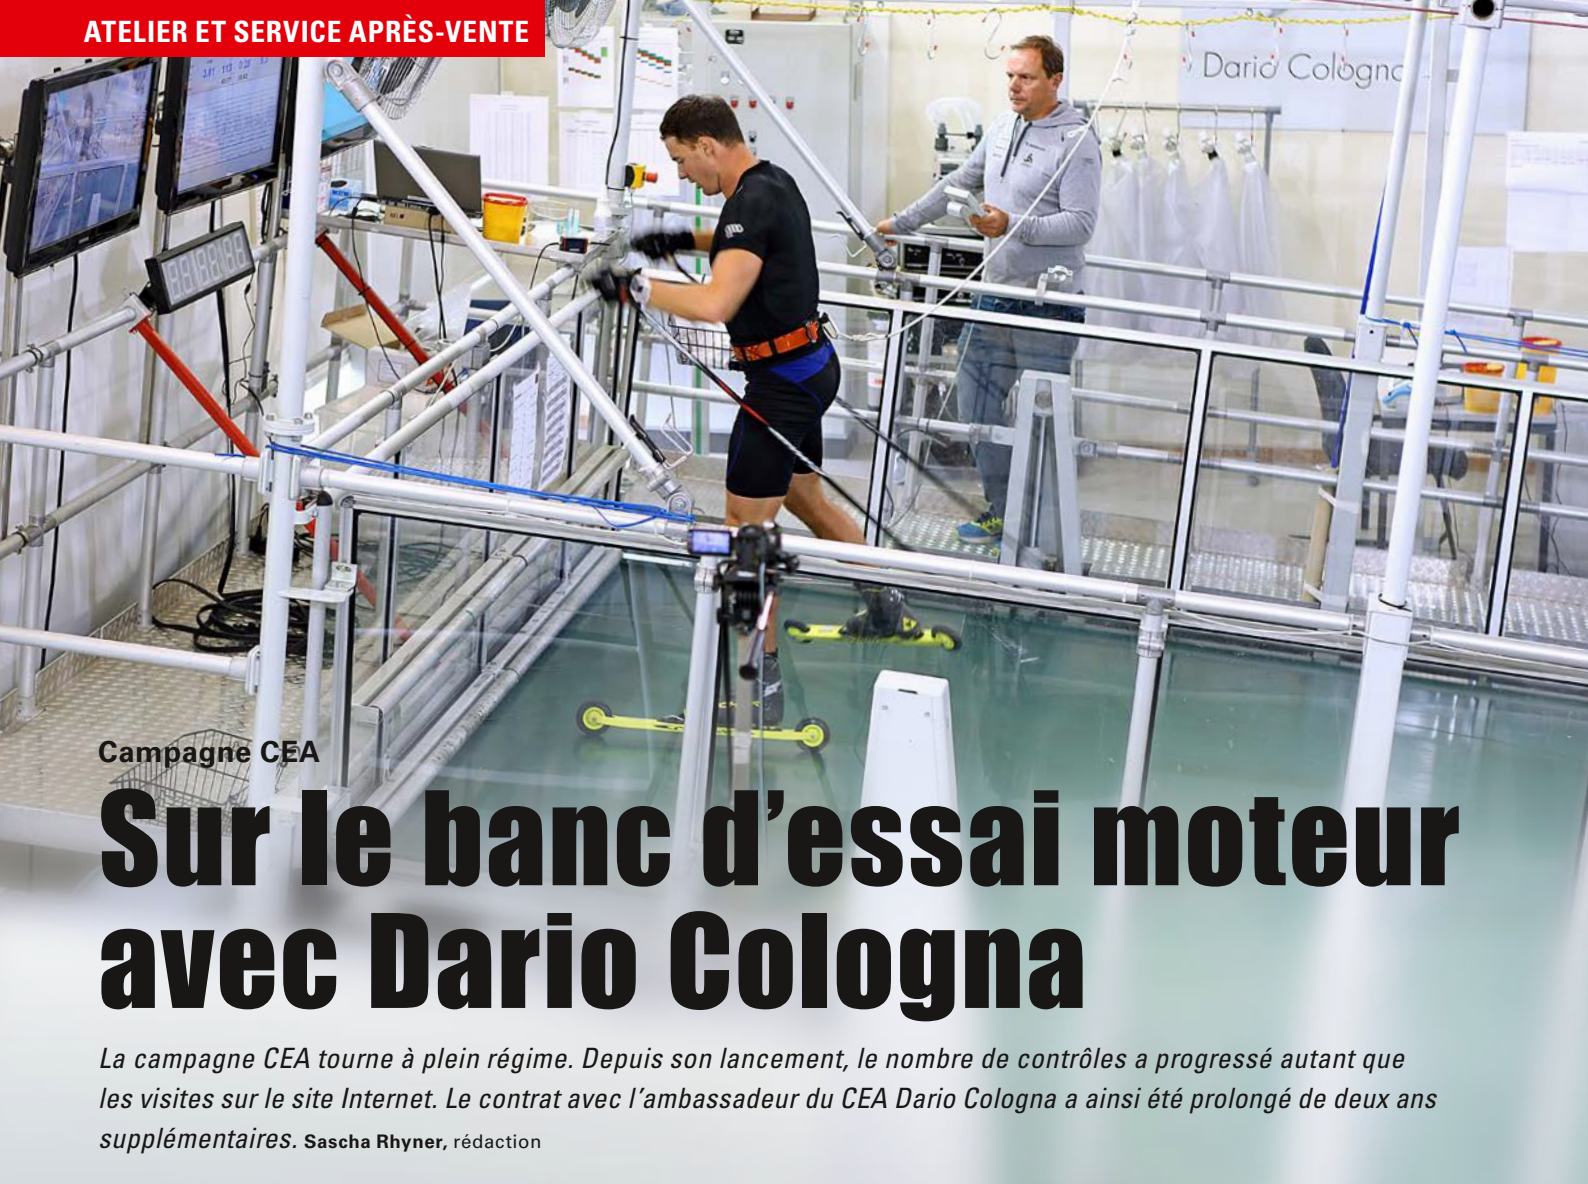 ATELIER ET SERVICE APRÈS-VENTE
Dario Cologna
Campagne CEA
Sur le banc d’essai moteur
avec Dario Cologna
La campagne CEA tourne à plein régime. Depuis son lancement, le nombre de contrôles a progressé autant que
les visites sur le site Internet. Le contrat avec l’ambassadeur du CEA Dario Cologna a ainsi été prolongé de deux ans
supplémentaires. Sascha Rhyner, rédaction